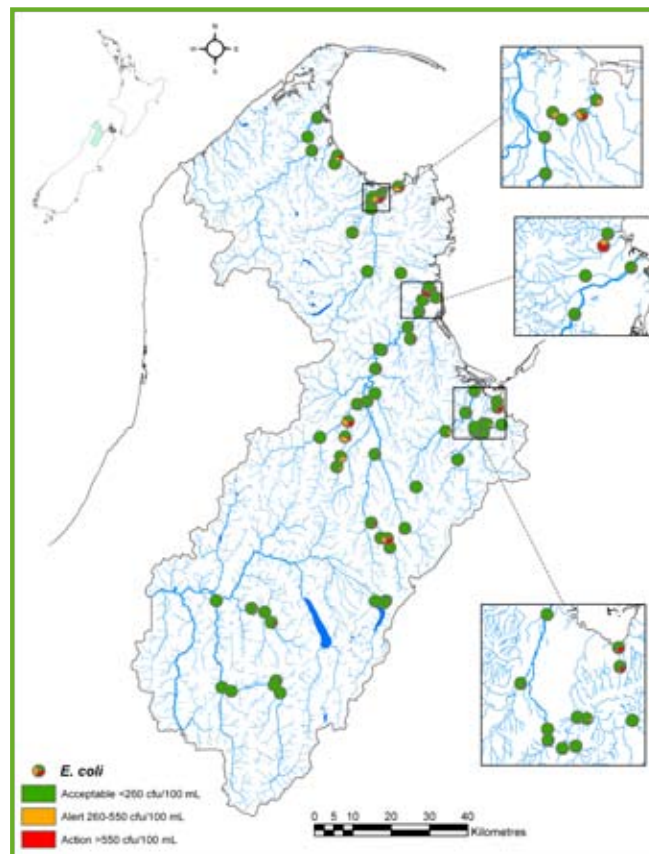 N
W
E
S
E. coli
Acceptable <260 cfu/100 mL
Alert 260-550 cfu/100 mL
Action >550 cfu/100 mL
0 5 10 20 30 40
Kilometres